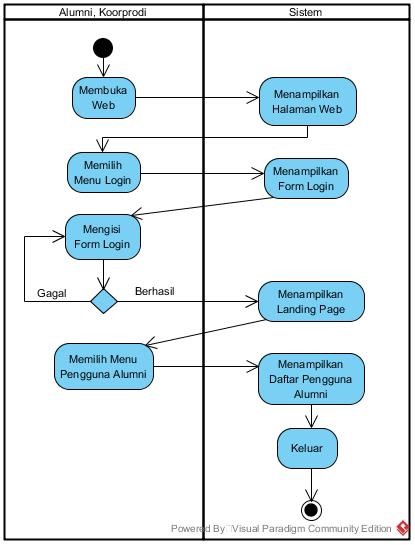 Alumni, Koorprodi
Sistem
Membuka
Web
Menampilkan
Halaman Web
Memilih
Menu Login
Menampilkan
Form Login
Mengisi
Form Login
Gagal
Berhasil
Menampilkan
Landing Page
Memilih Menu
Pengguna Alumni
Menampilkan
Daftar Pengguna
Alumni
Keluar
Powered By Visual Paradigm Community Edition